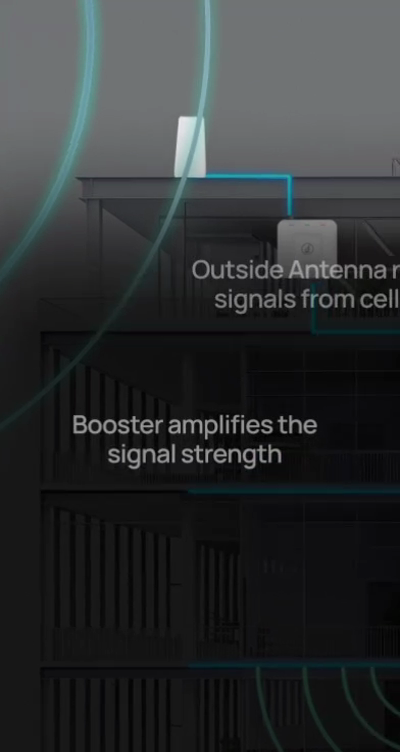 Outside Antenna
signals from cell
Booster amplifies the
signal strength